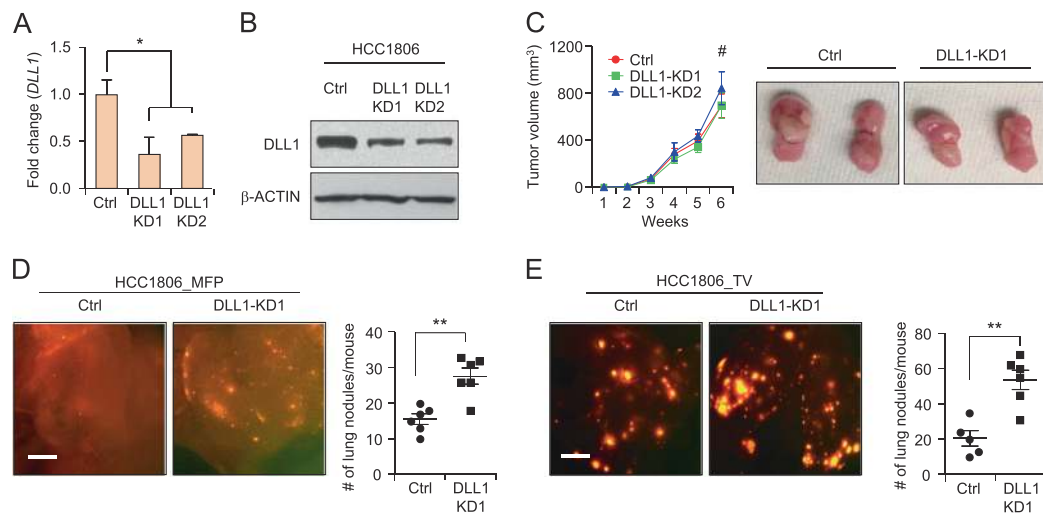 A
Fold change (DLL1)
1.5
1.0
0.5
0.0
*
Ctrl
DLL1
KD1
DLL1
KD2
B
HCC1806
Ctrl
DLL1
KD1
DLL1
KD2
DLL1
β-ACTIN
C
Tumor volume (mm³)
1200
800
400
0
Ctrl
DLL1-KD1
DLL1-KD2
#
1 2 3 4 5 6
Weeks
Ctrl
DLL1-KD1
D
HCC1806_MFP
Ctrl
DLL1-KD1
# of lung nodules/mouse
40
30
20
10
0
**
Ctrl
DLL1
KD1
E
HCC1806_TV
Ctrl
DLL1-KD1
# of lung nodules/mouse
80
60
40
20
0
**
Ctrl
DLL1
KD1